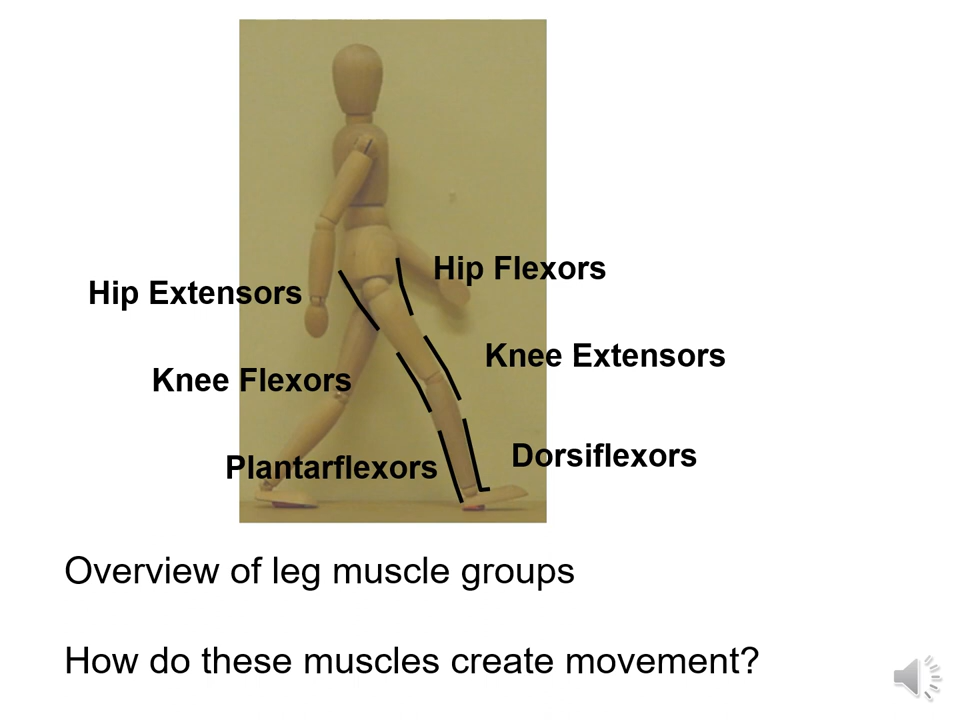 Hip Flexors
Hip Extensors
Knee Extensors
Knee Flexors
Dorsiflexors
Plantarflexors
Overview of leg muscle groups
How do these muscles create movement?